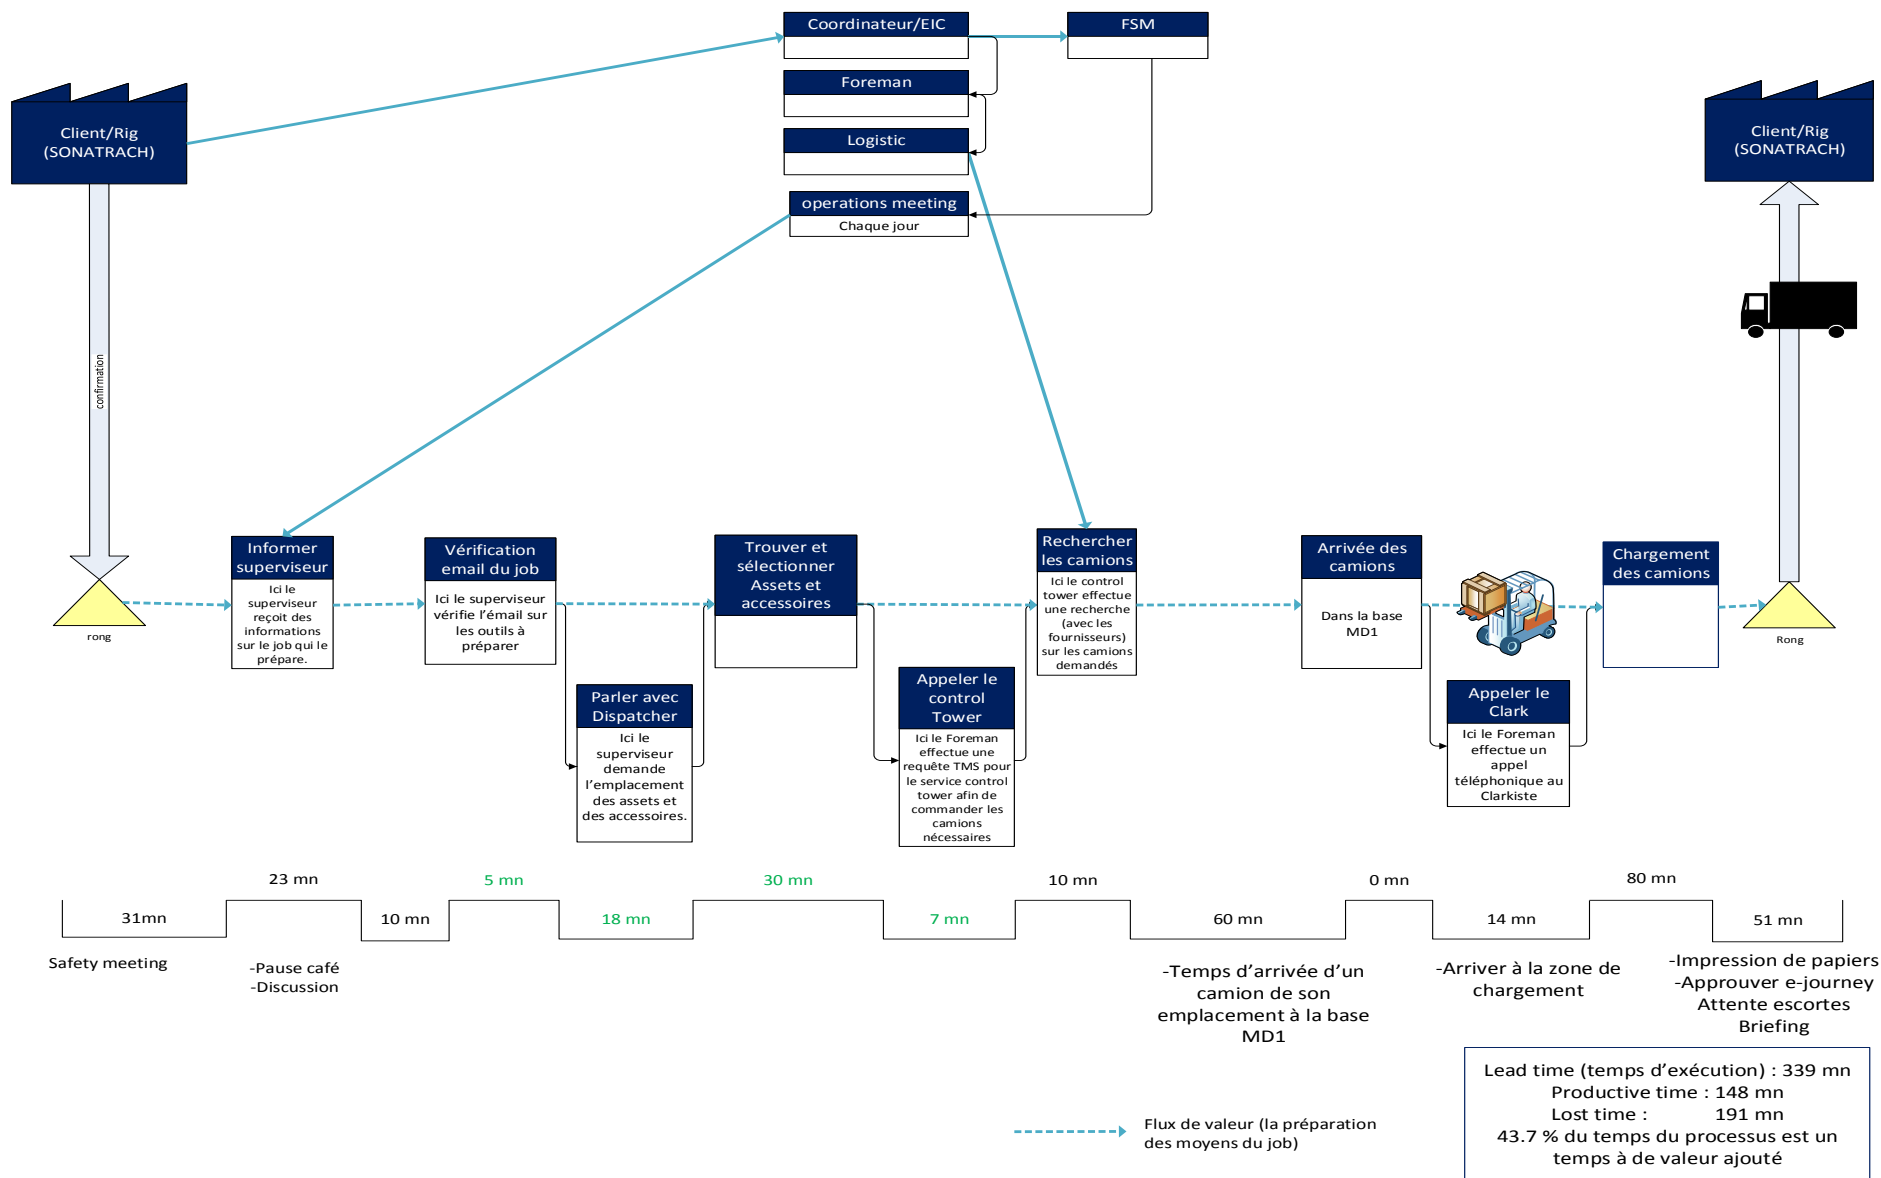 Coordinateur/EIC
FSM
Foreman
Client/Rig
(SONATRACH)
Client/Rig
(SONATRACH)
Logistic
operations meeting
Chaque jour
confirmation
rong
Informer
superviseur
Ici le
superviseur
reçoit des
informations
sur le job qui le
prépare.
Vérification
email du job
Ici le superviseur
vérifie l’émail sur
les outils à
préparer
Parler avec
Dispatcher
Ici le
superviseur
demande
l’emplacement
des assets et
des accessoires.
Trouver et
sélectionner
Assets et
accessoires
Appeler le
control
Tower
Ici le Foreman
effectue une
requête TMS pour
le service control
tower afin de
commander les
camions
nécessaires
Rechercher
les camions
Ici le control
tower effectue
une recherche
(avec les
fournisseurs)
sur les camions
demandés
Arrivée des
camions
Dans la base
MD1
Appeler le
Clark
Ici le Foreman
effectue un
appel
téléphonique au
Clarkiste
Chargement
des camions
Rong
23 mn
5 mn
30 mn
10 mn
0 mn
80 mn
31mn
10 mn
18 mn
7 mn
60 mn
14 mn
51 mn
Safety meeting
-Pause café
-Discussion
-Temps d’arrivée d’un
camion de son
emplacement à la base
MD1
-Arriver à la zone de
chargement
-Impression de papiers
-Approuver e-journey
Attente escortes
Briefing
Flux de valeur (la préparation
des moyens du job)
Lead time (temps d’exécution) : 339 mn
Productive time : 148 mn
Lost time : 191 mn
43.7 % du temps du processus est un
temps à de valeur ajouté